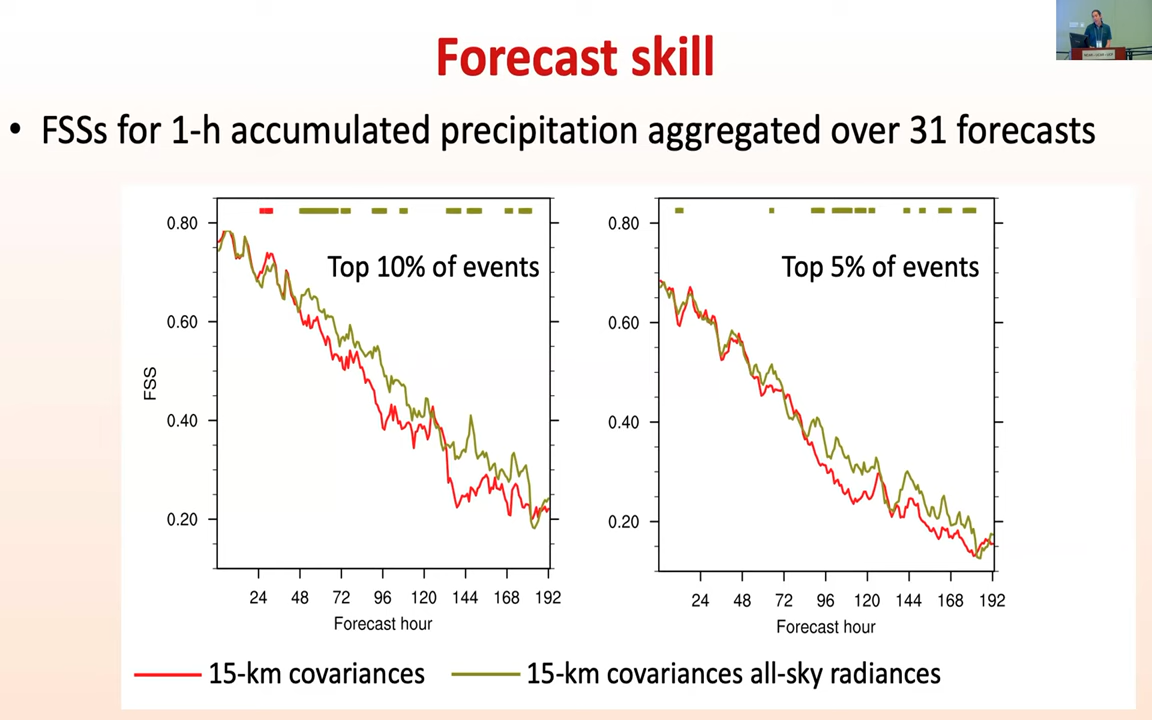 Forecast skill
• FSSs for 1-h accumulated precipitation aggregated over 31 forecasts
Top 10% of events
0.80
0.60
0.40
0.20
FSS
24 48 72 96 120 144 168 192
Forecast hour
Top 5% of events
0.80
0.60
0.40
0.20
24 48 72 96 120 144 168 192
Forecast hour
15-km covariances
15-km covariances all-sky radiances